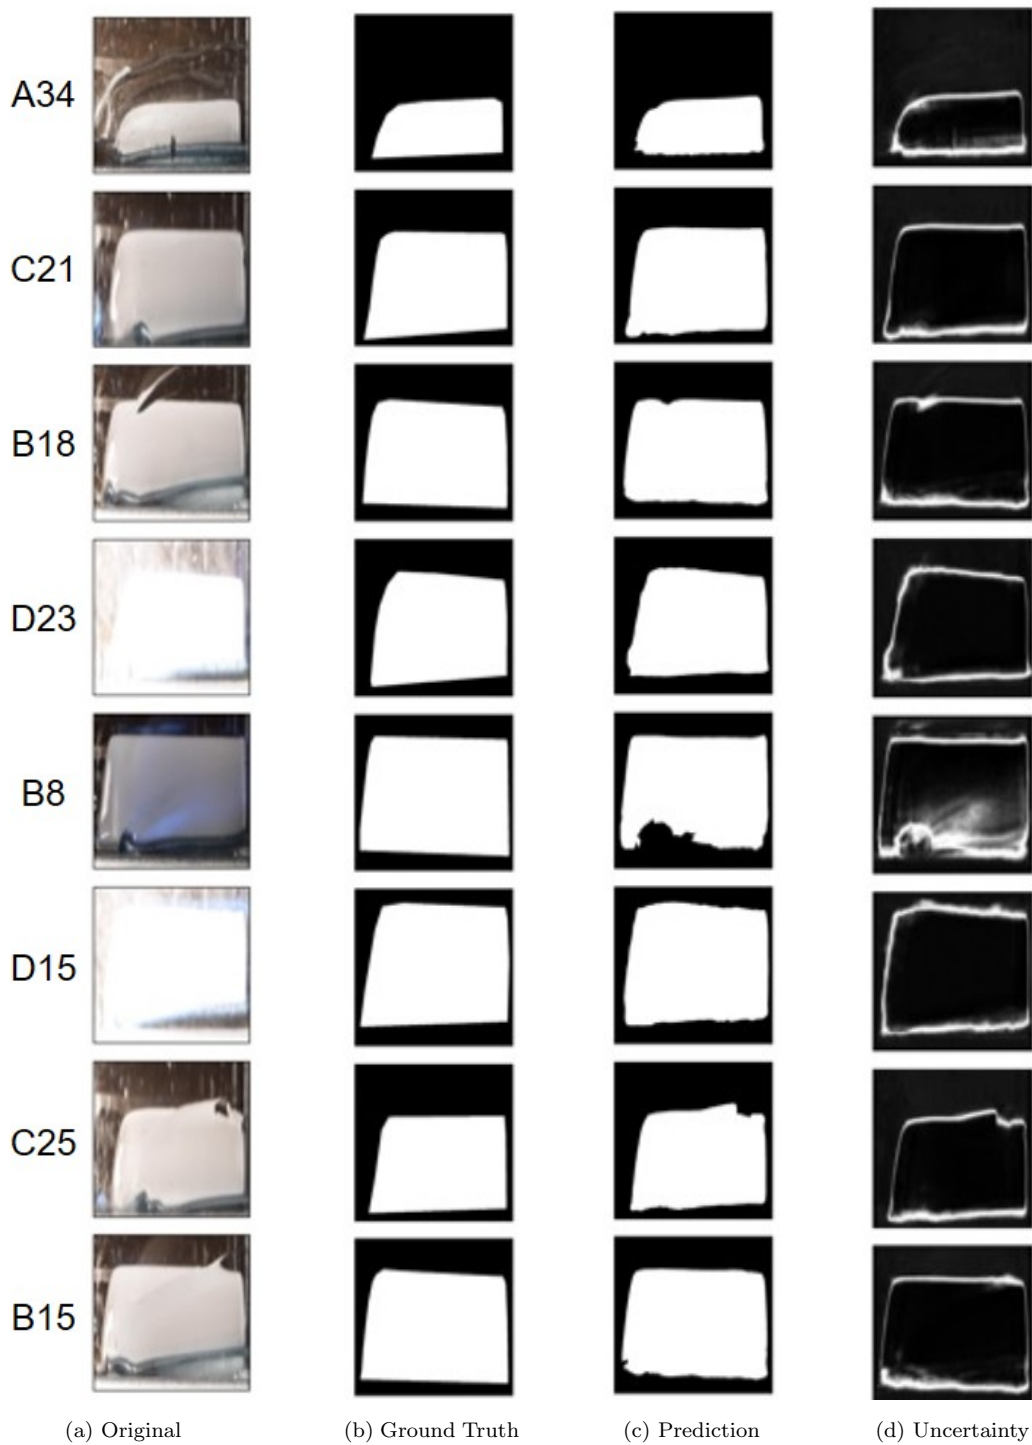 A34
C21
B18
D23
B8
D15
C25
B15
(a) Original (b) Ground Truth (c) Prediction (d) Uncertainty